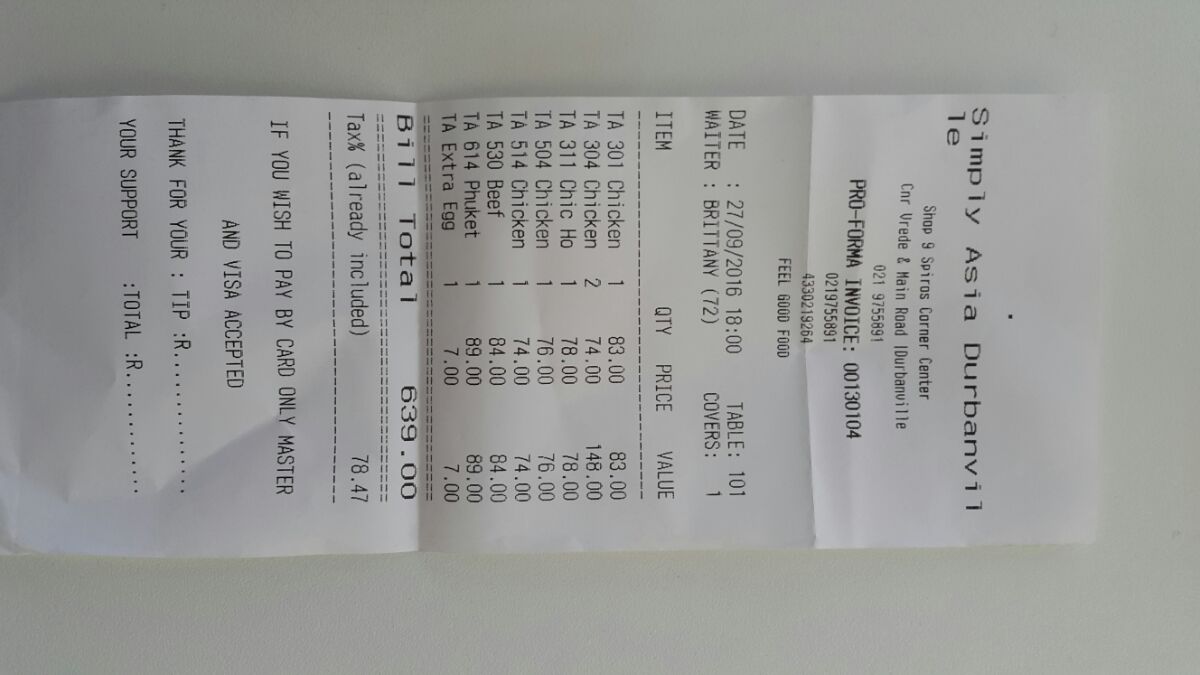 Simply Asia Durbanvil
le
Shop 9 Spiros Corner Center
Cnr Vrede & Main Road |Durbanville
021 9755891
PRO-FORMA INVOICE: 00130104
0219755891
4330219264
FEEL GOOD FOOD
DATE : 27/09/2016 18:00 TABLE: 101
WAITER : BRITTANY (72) COVERS: 1
ITEM QTY PRICE VALUE
TA 301 Chicken 1 83.00 83.00
TA 304 Chicken 2 74.00 148.00
TA 311 Chic Ho 1 78.00 78.00
TA 504 Chicken 1 76.00 76.00
TA 514 Chicken 1 74.00 74.00
TA 530 Beef 1 84.00 84.00
TA 614 Phuket 1 89.00 89.00
TA Extra Egg 1 7.00 7.00
Bill Total 639.00
Tax% (already included) 78.47
IF YOU WISH TO PAY BY CARD ONLY MASTER
AND VISA ACCEPTED
THANK FOR YOUR : TIP :R..............
YOUR SUPPORT :TOTAL :R.............